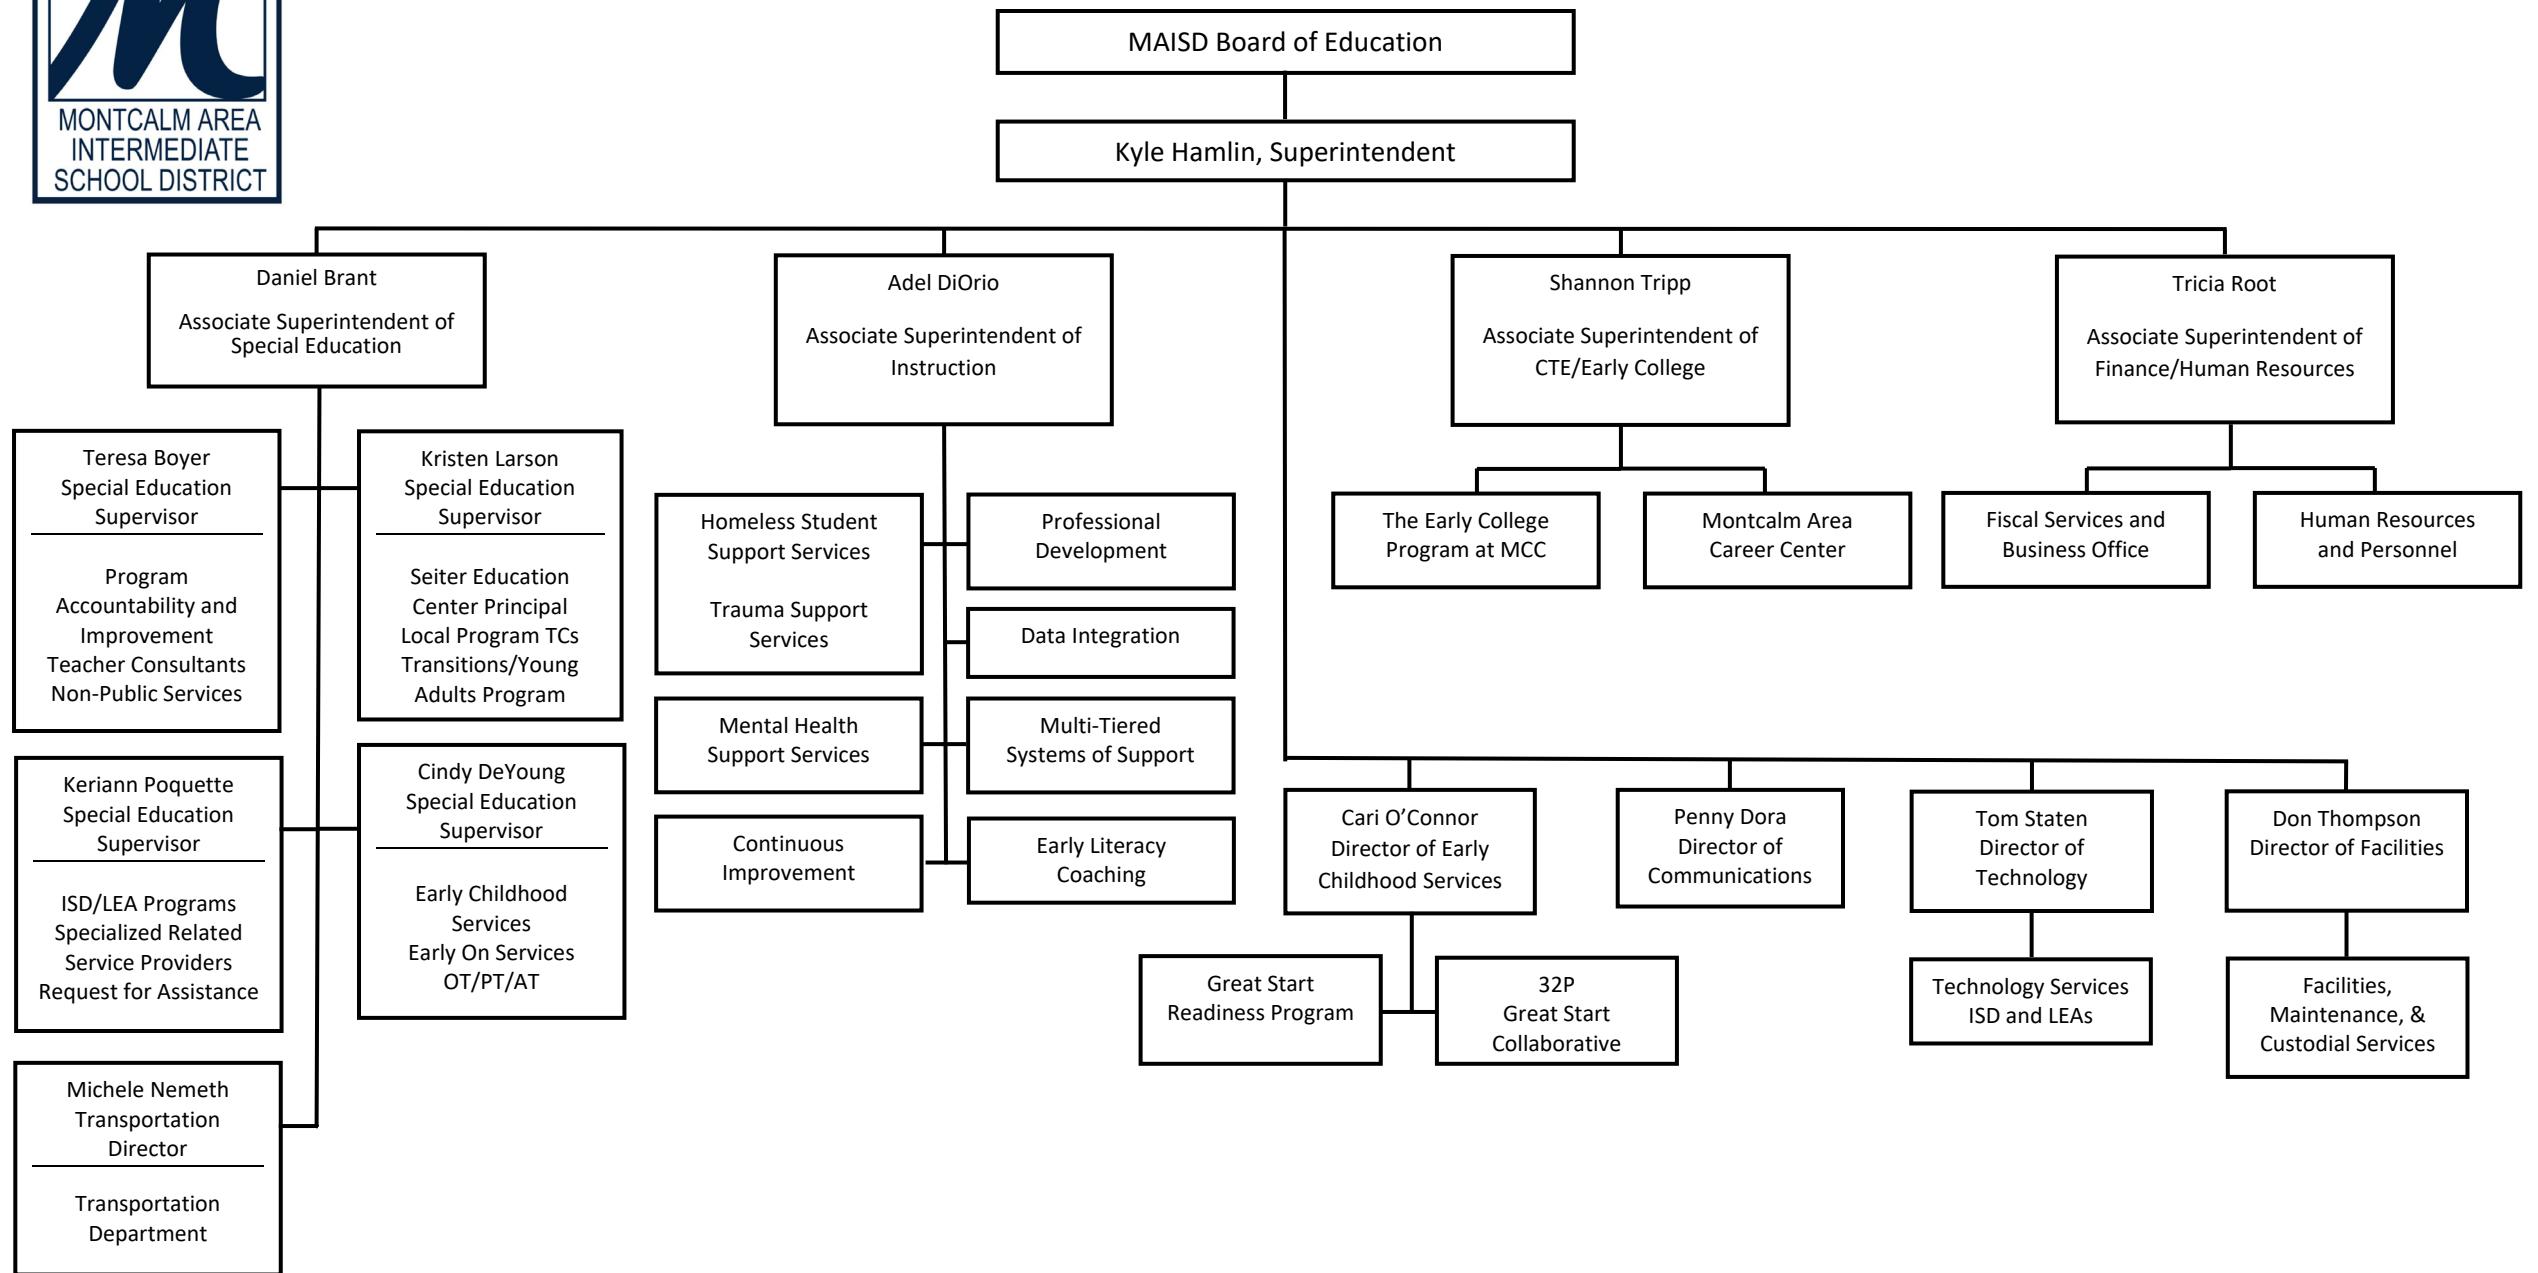 MONTCALM AREA
INTERMEDIATE
SCHOOL DISTRICT
MAISD Board of Education
Kyle Hamlin, Superintendent
Daniel Brant
Associate Superintendent of
Special Education
Adel DiOrio
Associate Superintendent of
Instruction
Shannon Tripp
Associate Superintendent of
CTE/Early College
Tricia Root
Associate Superintendent of
Finance/Human Resources
Teresa Boyer
Special Education
Supervisor
Program
Accountability and
Improvement
Teacher Consultants
Non-Public Services
Kristen Larson
Special Education
Supervisor
Seiter Education
Center Principal
Local Program TCs
Transitions/Young
Adults Program
Keriann Poquette
Special Education
Supervisor
ISD/LEA Programs
Specialized Related
Service Providers
Request for Assistance
Cindy DeYoung
Special Education
Supervisor
Early Childhood
Services
Early On Services
OT/PT/AT
Michele Nemeth
Transportation
Director
Transportation
Department
Homeless Student
Support Services
Trauma Support
Services
Professional
Development
Data Integration
Mental Health
Support Services
Multi-Tiered
Systems of Support
Continuous
Improvement
Early Literacy
Coaching
The Early College
Program at MCC
Montcalm Area
Career Center
Fiscal Services and
Business Office
Human Resources
and Personnel
Cari O’Connor
Director of Early
Childhood Services
Penny Dora
Director of
Communications
Tom Staten
Director of
Technology
Don Thompson
Director of Facilities
Great Start
Readiness Program
32P
Great Start
Collaborative
Technology Services
ISD and LEAs
Facilities,
Maintenance, &
Custodial Services